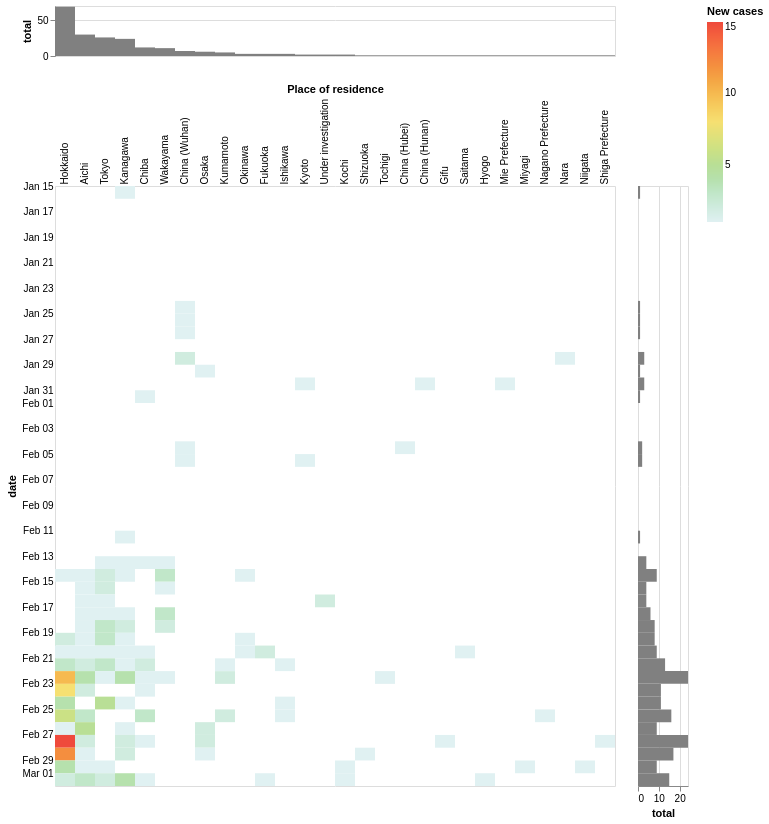 New cases
total
50
0
15
10
5
Place of residence
Hokkaido
Aichi
Tokyo
Kanagawa
Chiba
Wakayama
China (Wuhan)
Osaka
Kumamoto
Okinawa
Fukuoka
Ishikawa
Kyoto
Under investigation
Kochi
Shizuoka
Tochigi
China (Hubei)
China (Hunan)
Gifu
Saitama
Hyogo
Mie Prefecture
Miyagi
Nagano Prefecture
Nara
Niigata
Shiga Prefecture
date
Jan 15
Jan 17
Jan 19
Jan 21
Jan 23
Jan 25
Jan 27
Jan 29
Jan 31
Feb 01
Feb 03
Feb 05
Feb 07
Feb 09
Feb 11
Feb 13
Feb 15
Feb 17
Feb 19
Feb 21
Feb 23
Feb 25
Feb 27
Feb 29
Mar 01
0 10 20
total